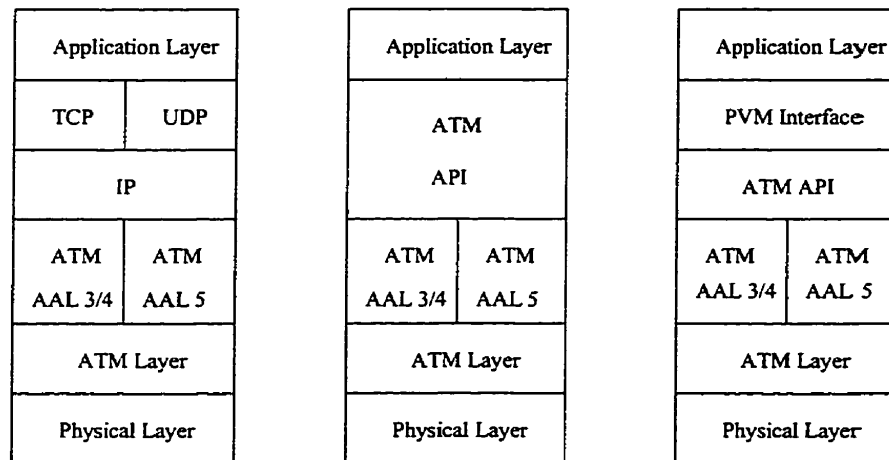 Application Layer
TCP UDP
IP
ATM ATM
AAL 3/4 AAL 5
ATM Layer
Physical Layer
Application Layer
ATM
API
ATM ATM
AAL 3/4 AAL 5
ATM Layer
Physical Layer
Application Layer
PVM Interface
ATM API
ATM ATM
AAL 3/4 AAL 5
ATM Layer
Physical Layer